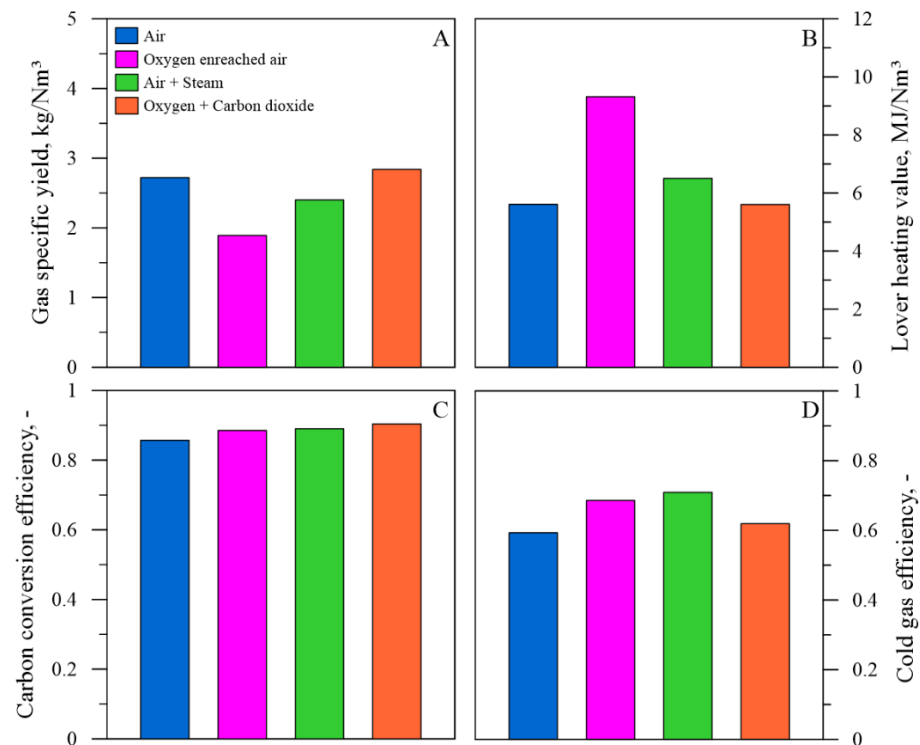 5
4
3
2
1
0
Gas specific yield, kg/Nm³
Air
Oxygen enreached air
Air + Steam
Oxygen + Carbon dioxide
A
B
12
10
8
6
4
2
0
Lover heating value, MJ/Nm³
1
0.8
0.6
0.4
0.2
0
Carbon conversion efficiency, -
C
D
1
0.8
0.6
0.4
0.2
0
Cold gas efficiency, -